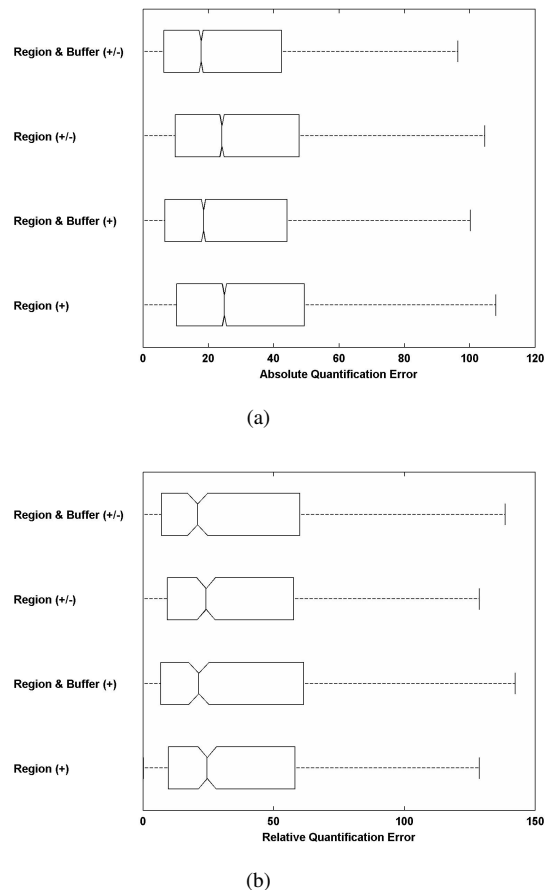 Region & Buffer (+/-)
Region (+/-)
Region & Buffer (+)
Region (+)
0 20 40 60 80 100 120
Absolute Quantification Error
(a)
Region & Buffer (+/-)
Region (+/-)
Region & Buffer (+)
Region (+)
0 50 100 150
Relative Quantification Error
(b)